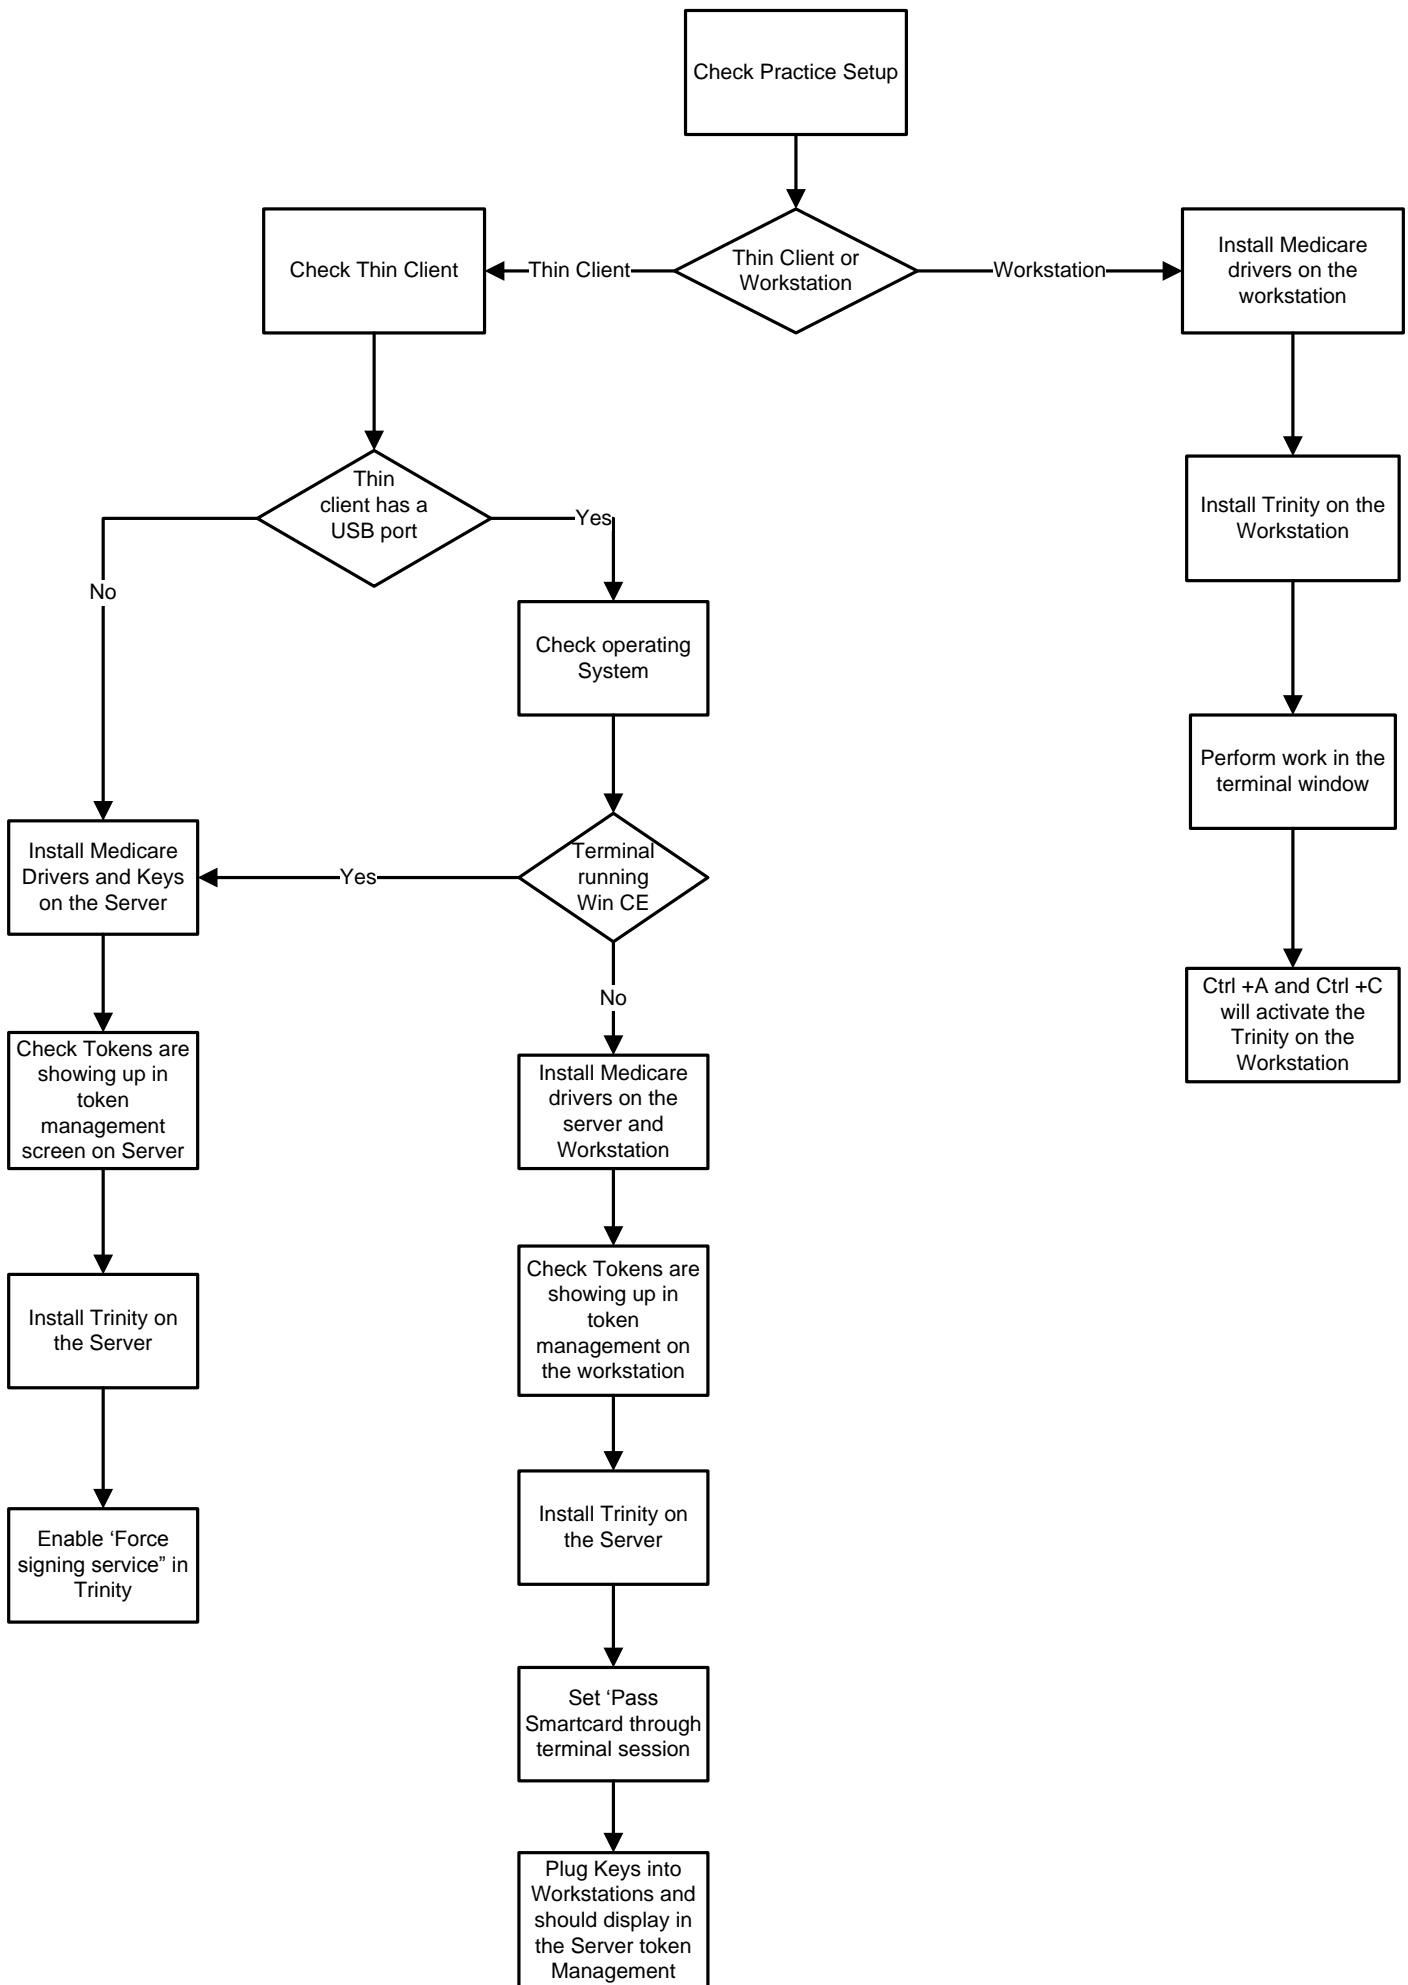 Check Practice Setup
Thin Client or
Workstation
Thin Client
Workstation
Check Thin Client
Install Medicare
drivers on the
workstation
Thin
client has a
USB port
Yes
No
Install Trinity on the
Workstation
Check operating
System
Perform work in the
terminal window
Install Medicare
Drivers and Keys
on the Server
Yes
Terminal
running
Win CE
No
Ctrl +A and Ctrl +C
will activate the
Trinity on the
Workstation
Check Tokens are
showing up in
token
management
screen on Server
Install Medicare
drivers on the
server and
Workstation
Install Trinity on
the Server
Check Tokens are
showing up in
token
management on
the workstation
Enable ‘Force
signing service” in
Trinity
Install Trinity on
the Server
Set ‘Pass
Smartcard through
terminal session
Plug Keys into
Workstations and
should display in
the Server token
Management